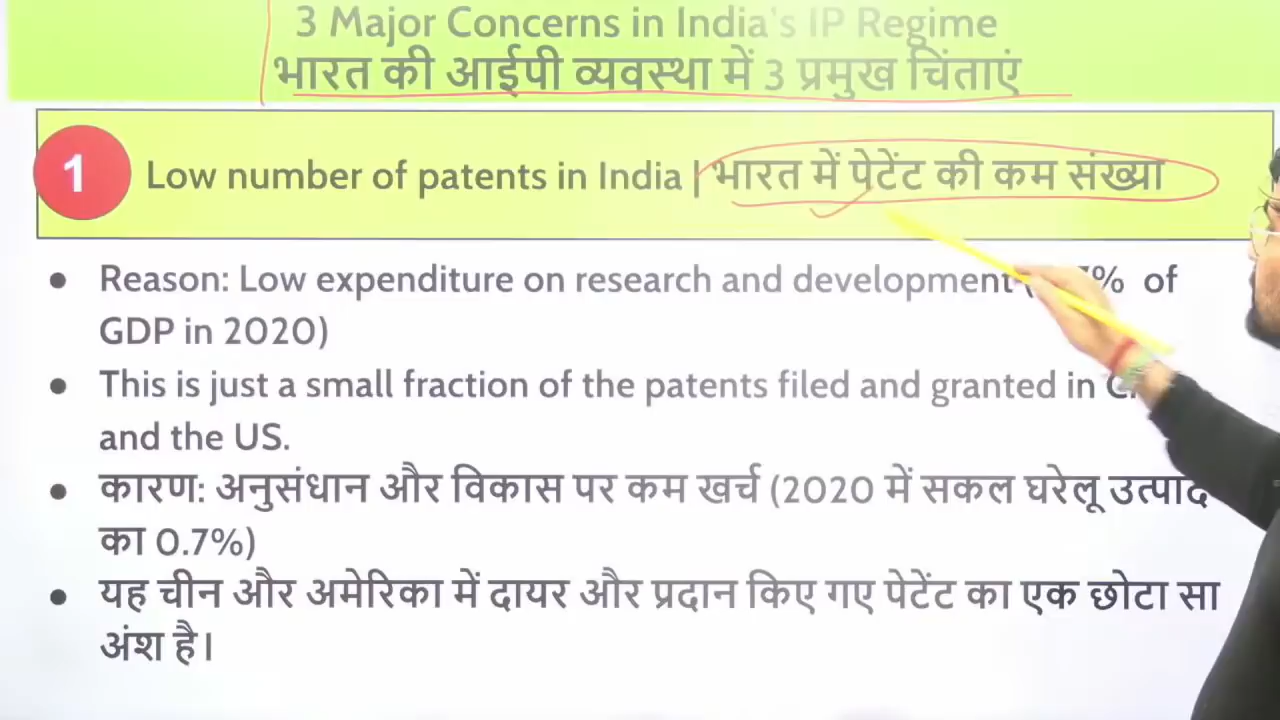 3 Major Concerns in India's IP Regime
भारत की आईपी व्यवस्था में 3 प्रमुख चिंताएं
1
Low number of patents in India | भारत में पेटेंट की कम संख्या
Reason: Low expenditure on research and development of
GDP in 2020)
This is just a small fraction of the patents filed and granted in
and the US.
कारण: अनुसंधान और विकास पर कम खर्च (2020 में सकल घरेलू उत्पाद
का 0.7%)
यह चीन और अमेरिका में दायर और प्रदान किए गए पेटेंट का एक छोटा सा
अंश है।